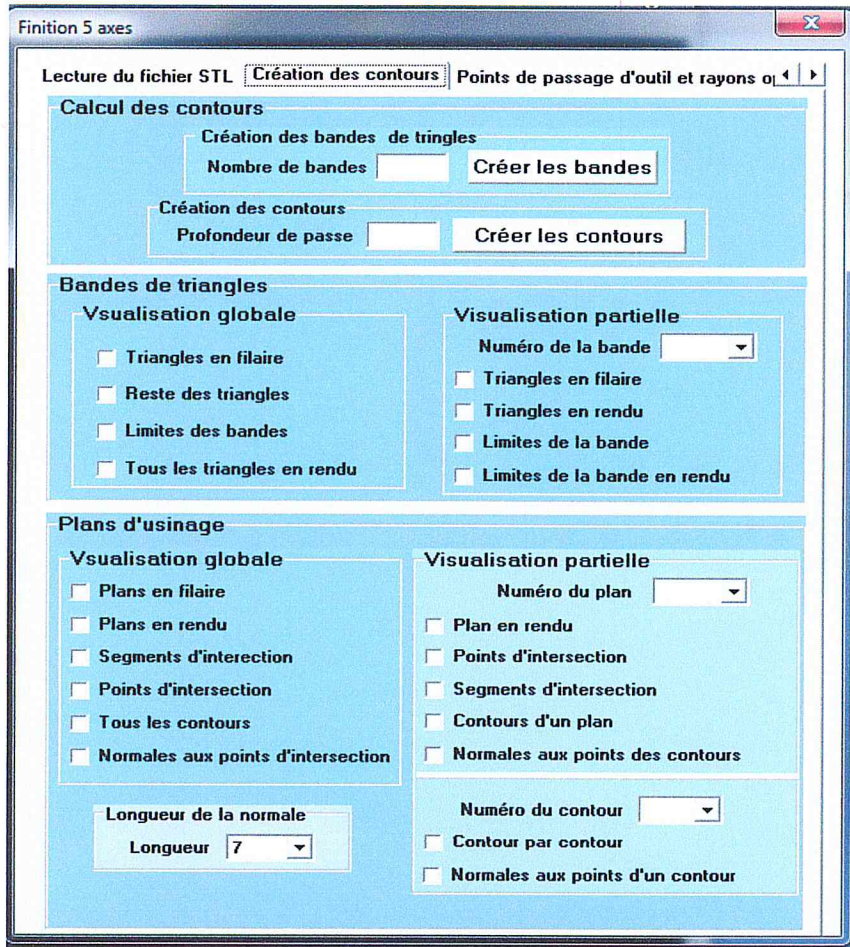 Finition 5 axes
Lecture du fichier STL Création des contours Points de passage d'outil et rayons o
Calcul des contours
Création des bandes de tringles
Nombre de bandes Créer les bandes
Création des contours
Profondeur de passe Créer les contours
Bandes de triangles
Vsualisation globale
Triangles en filaire
Reste des triangles
Limites des bandes
Tous les triangles en rendu
Visualisation partielle
Numéro de la bande
Triangles en filaire
Triangles en rendu
Limites de la bande
Limites de la bande en rendu
Plans d'usinage
Vsualisation globale
Plans en filaire
Plans en rendu
Segments d'interection
Points d'intersection
Tous les contours
Normales aux points d'intersection
Longueur de la normale
Longueur 7
Visualisation partielle
Numéro du plan
Plan en rendu
Points d'intersection
Segments d'intersection
Contours d'un plan
Normales aux points des contours
Numéro du contour
Contour par contour
Normales aux points d'un contour